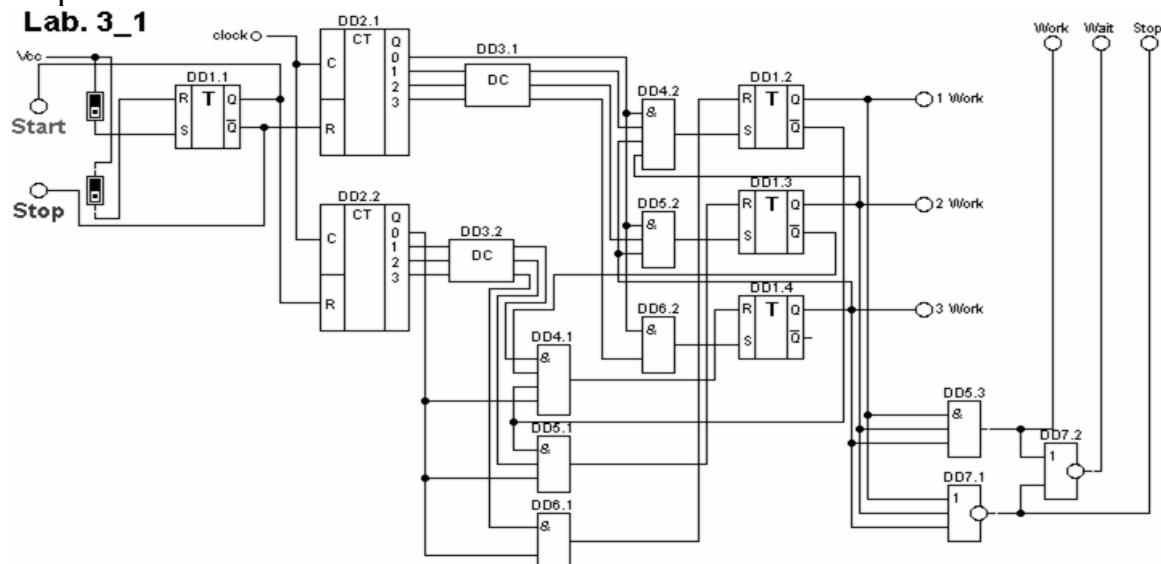 Lab. 3_1
Vcc
clock
Start
Stop
DD1.1
R T Q
S Q
DD2.1
CT Q
0
C 1
2
3
R
DD2.2
CT Q
0
C 1
2
3
R
DD3.1
DC
DD3.2
DC
DD4.2
&
DD5.2
&
DD6.2
&
DD4.1
&
DD5.1
&
DD6.1
&
DD1.2
R T Q
S Q
DD1.3
R T Q
S Q
DD1.4
R T Q
S Q
1 Work
2 Work
3 Work
Work Wait Stop
DD5.3
&
DD7.2
1
DD7.1
1